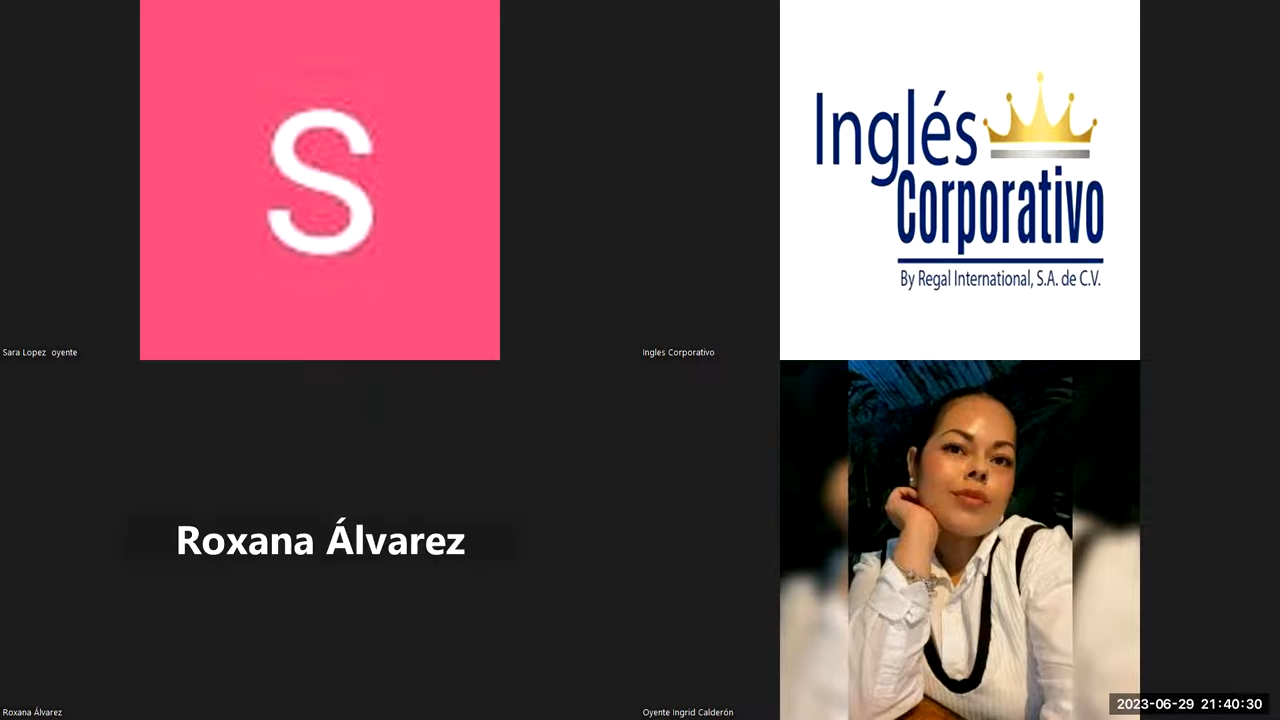 S
Sara Lopez  oyente
Inglés
Corporativo
By Regal International, S.A. de C.V.
Ingles Corporativo
Roxana Álvarez
Roxana Álvarez
Oyente Ingrid Calderón
2023-06-29 21:40:30